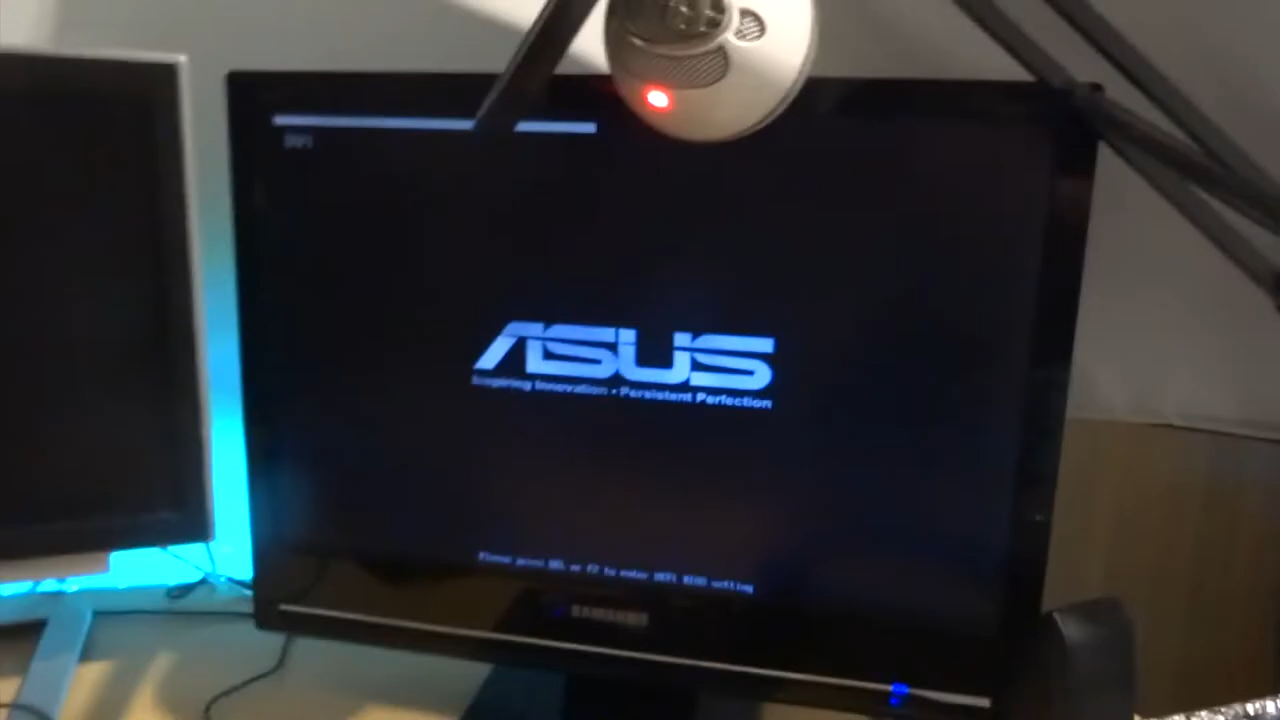 ASUS
Inspiring Innovation • Persistent Perfection
Please press DEL or F2 to enter UEFI BIOS setting
SAMSUNG